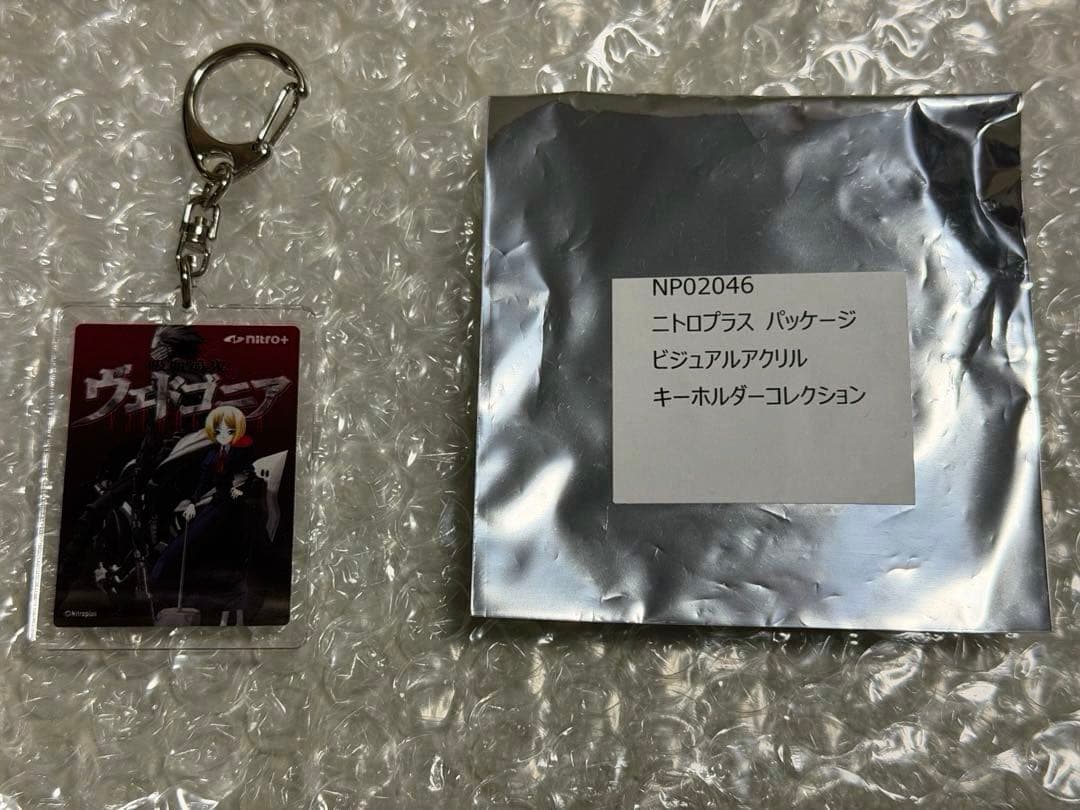 nitro+
ヴェドゴニア
©Nitroplus
NP02046
ニトロプラス パッケージ
ビジュアルアクリル
キーホルダーコレクション